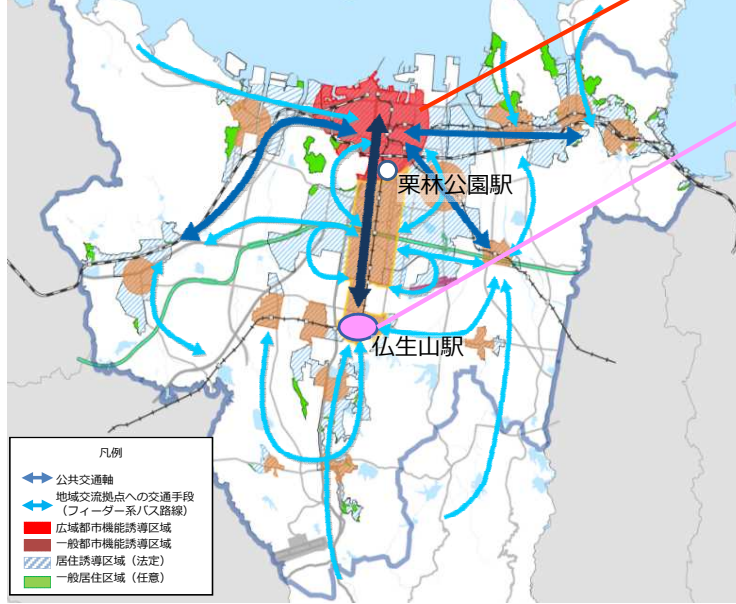 栗林公園駅
仏生山駅
凡例
公共交通軸
地域交流拠点への交通手段
（フィーダー系バス路線）
広域都市機能誘導区域
一般都市機能誘導区域
居住誘導区域（法定）
一般居住区域（任意）